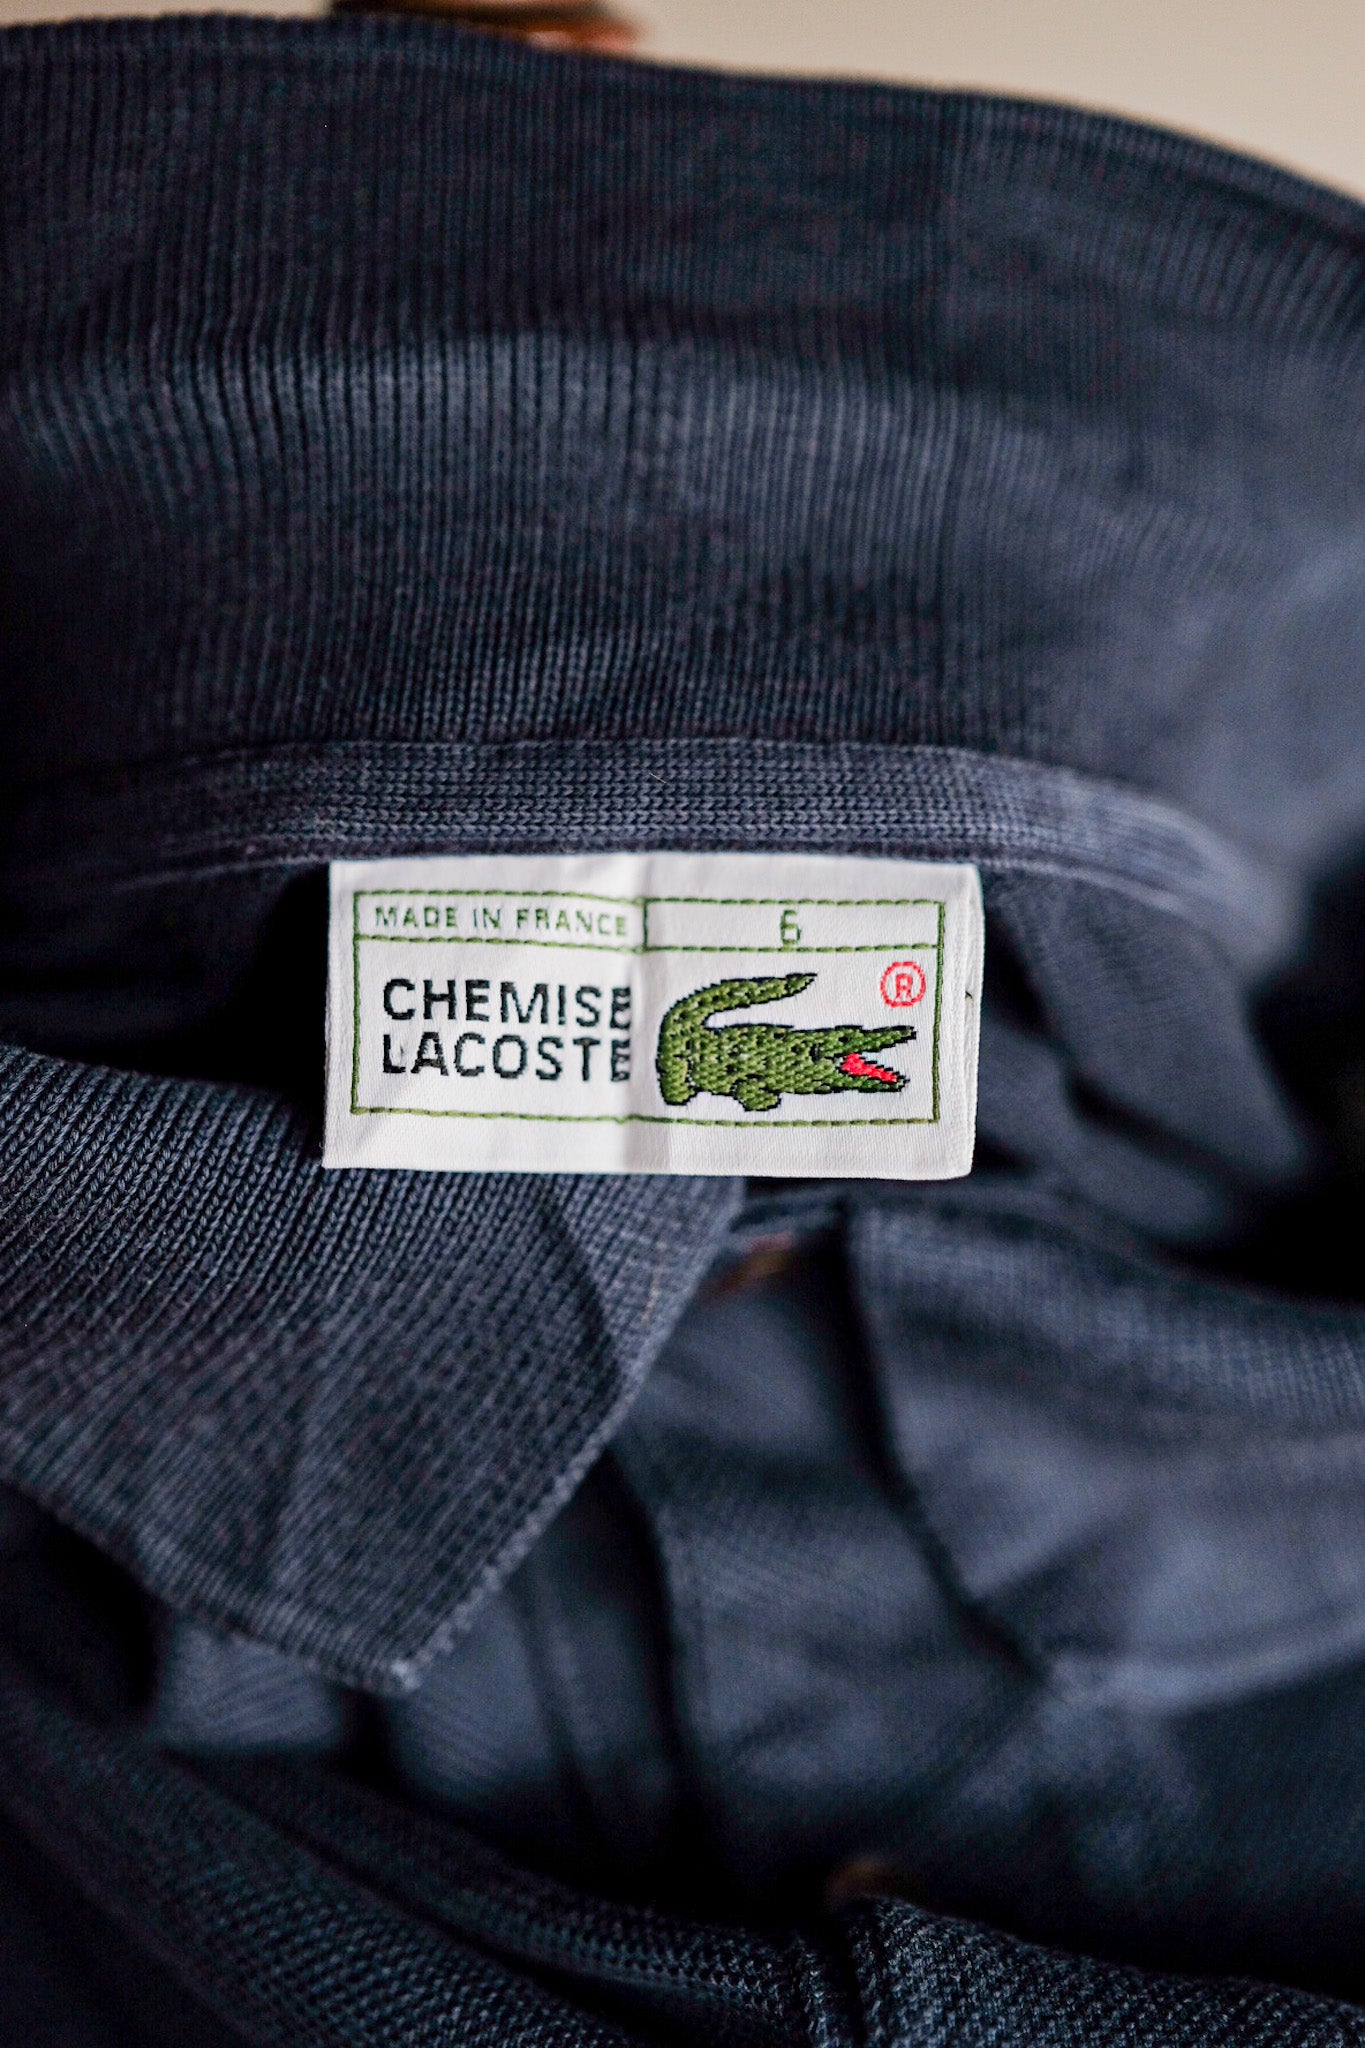 MADE IN FRANCE 6
CHEMISE
LACOSTE
®